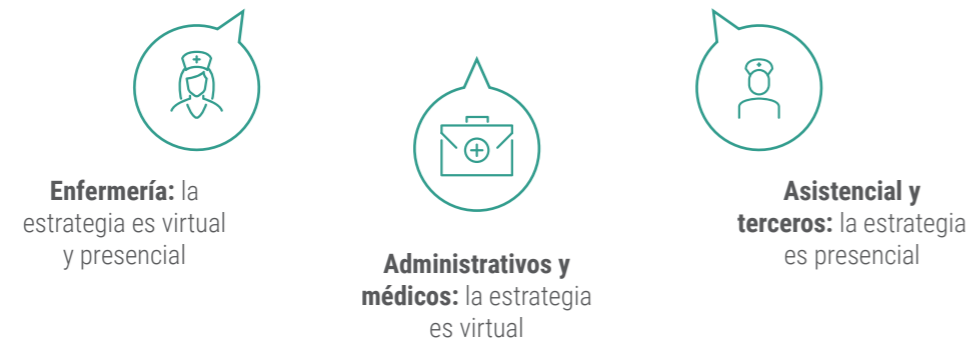 Enfermería: la
estrategia es virtual
y presencial
Administrativos y
médicos: la estrategia
es virtual
Asistencial y
terceros: la estrategia
es presencial